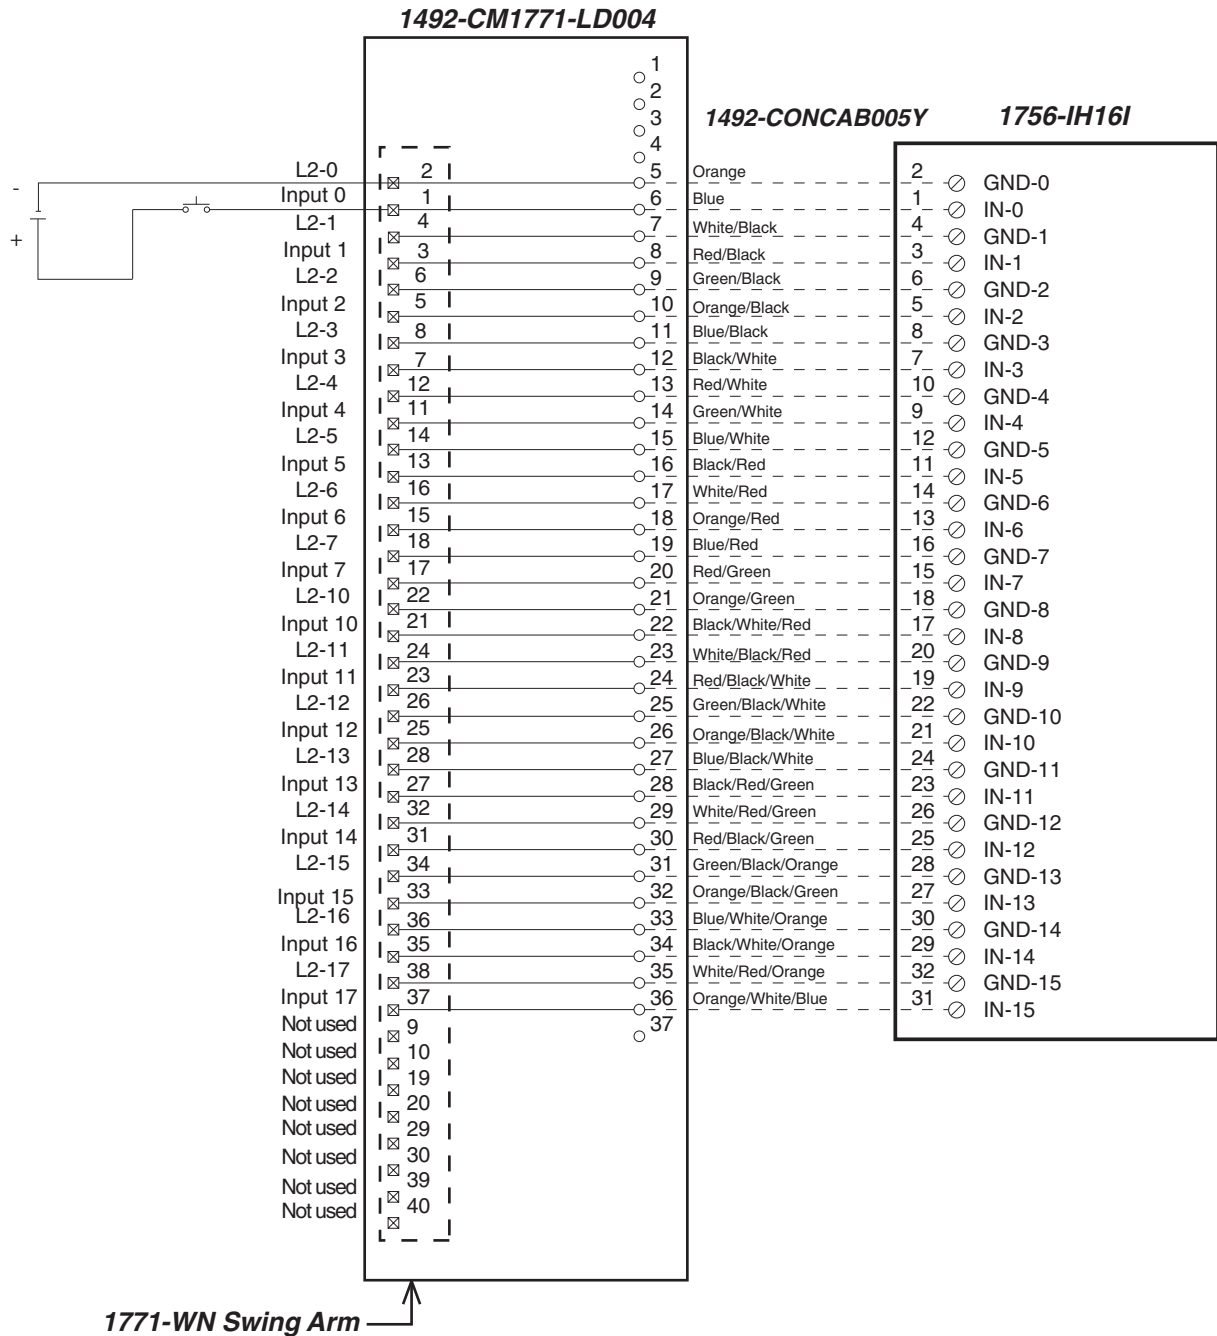 1492-CM1771-LD004
1
2
3
1492-CONCAB005Y 1756-IH16I
4
L2-0 2 5 Orange 2 GND-0
-
Input 0 1 6 Blue 1 IN-0
L2-1 4 7 White/Black 4 GND-1
+
Input 1 3 8 Red/Black 3 IN-1
L2-2 6 9 Green/Black 6 GND-2
Input 2 5 10 Orange/Black 5 IN-2
L2-3 8 11 Blue/Black 8 GND-3
Input 3 7 12 Black/White 7 IN-3
L2-4 12 13 Red/White 10 GND-4
Input 4 11 14 Green/White 9 IN-4
L2-5 14 15 Blue/White 12 GND-5
Input 5 13 16 Black/Red 11 IN-5
L2-6 16 17 White/Red 14 GND-6
Input 6 15 18 Orange/Red 13 IN-6
L2-7 18 19 Blue/Red 16 GND-7
Input 7 17 20 Red/Green 15 IN-7
L2-10 22 21 Orange/Green 18 GND-8
Input 10 21 22 Black/White/Red 17 IN-8
L2-11 24 23 White/Black/Red 20 GND-9
Input 11 23 24 Red/Black/White 19 IN-9
L2-12 26 25 Green/Black/White 22 GND-10
Input 12 25 26 Orange/Black/White 21 IN-10
L2-13 28 27 Blue/Black/White 24 GND-11
Input 13 27 28 Black/Red/Green 23 IN-11
L2-14 32 29 White/Red/Green 26 GND-12
Input 14 31 30 Red/Black/Green 25 IN-12
L2-15 34 31 Green/Black/Orange 28 GND-13
Input 15 33 32 Orange/Black/Green 27 IN-13
L2-16 36 33 Blue/White/Orange 30 GND-14
Input 16 35 34 Black/White/Orange 29 IN-14
L2-17 38 35 White/Red/Orange 32 GND-15
Input 17 37 36 Orange/White/Blue 31 IN-15
Not used 9 37
Not used 10
Not used 19
Not used 20
Not used 29
Not used 30
Not used 39
Not used 40
1771-WN Swing Arm